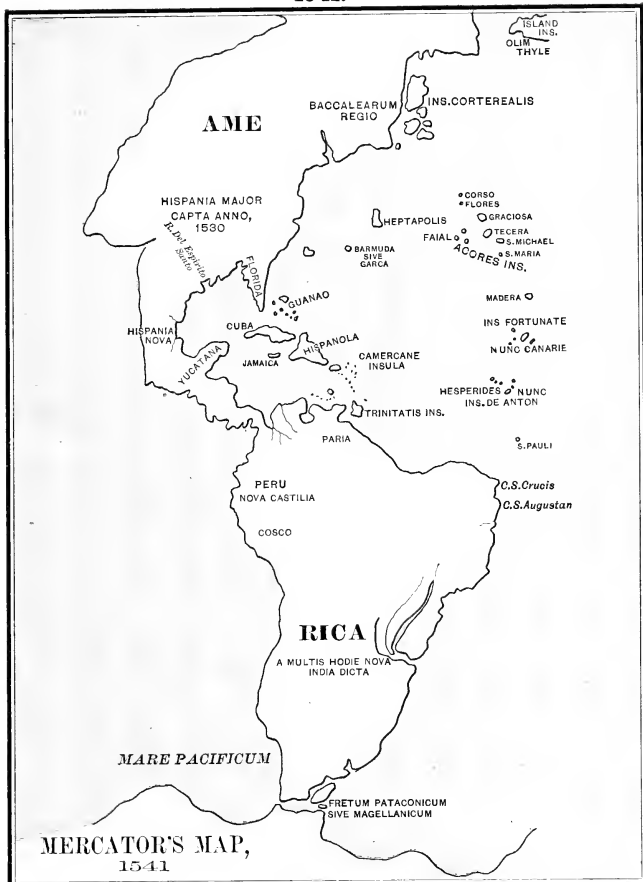 ISLAND
INS.
OLIM
THYLE
BACCALEARUM
REGIO
INS. CORTEREALIS
AME
HISPANIA MAJOR
CAPTA ANNO,
1530
R. Del Espirito
Santo
FLORIDA
CORSO
FLORES
GRACIOSA
HEPTAPOLIS
FAIAL
TECERA
S. MICHAEL
S. MARIA
ACORES INS.
BARMUDA
SIVE
GARCA
GUANAO
MADERA
HISPANIA
NOVA
CUBA
HISPANOLA
JAMAICA
YUCATANA
INS FORTUNATE
NUNC CANARIE
CAMERCANE
INSULA
HESPERIDES NUNC
INS. DE ANTON
TRINITATIS INS.
PARIA
S. PAULI
PERU
NOVA CASTILIA
C.S. Crucis
C.S. Augustan
COSCO
RICA
A MULTIS HODIE NOVA
INDIA DICTA
MARE PACIFICUM
FRETUM PATACONICUM
SIVE MAGELLANICUM
MERCATOR'S MAP,
1541